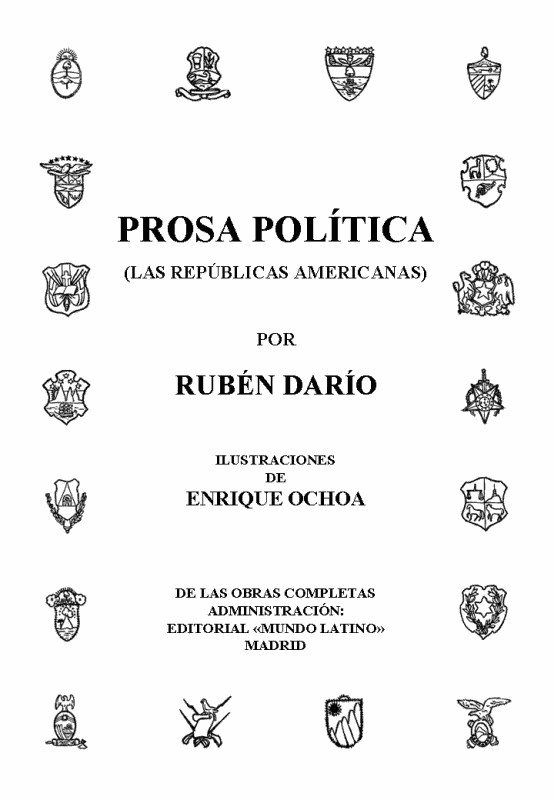 PROSA POLÍTICA
(LAS REPÚBLICAS AMERICANAS)
POR
RUBÉN DARÍO
ILUSTRACIONES
DE
ENRIQUE OCHOA
DE LAS OBRAS COMPLETAS
ADMINISTRACIÓN:
EDITORIAL «MUNDO LATINO»
MADRID